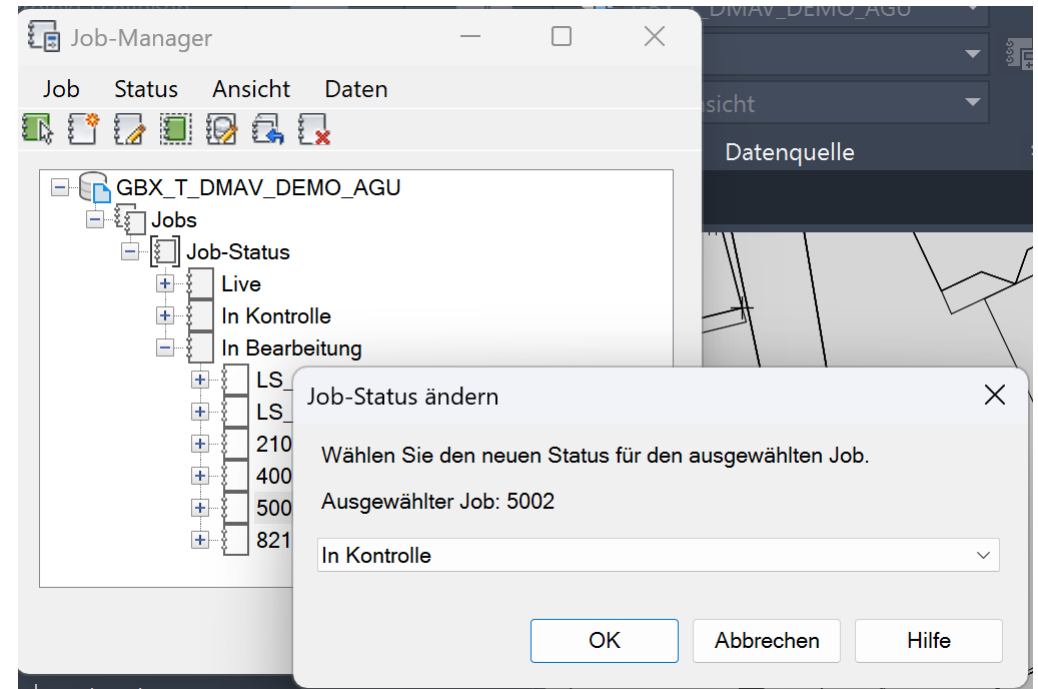 GBX_T_DMAV_DEMO_AGU
Job-Manager
Job Status Ansicht Daten
Datenquelle
GBX_T_DMAV_DEMO_AGU
Jobs
Job-Status
Live
In Kontrolle
In Bearbeitung
LS_
LS_
210
400
500
821
Job-Status ändern
Wählen Sie den neuen Status für den ausgewählten Job.
Ausgewählter Job: 5002
In Kontrolle
OK Abbrechen Hilfe